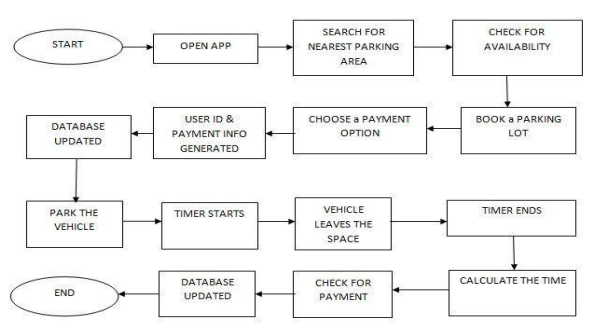 START
OPEN APP
SEARCH FOR
NEAREST PARKING
AREA
CHECK FOR
AVAILABILITY
BOOK a PARKING
LOT
CHOOSE a PAYMENT
OPTION
USER ID &
PAYMENT INFO
GENERATED
DATABASE
UPDATED
PARK THE
VEHICLE
TIMER STARTS
VEHICLE
LEAVES THE
SPACE
TIMER ENDS
CALCULATE THE TIME
CHECK FOR
PAYMENT
DATABASE
UPDATED
END